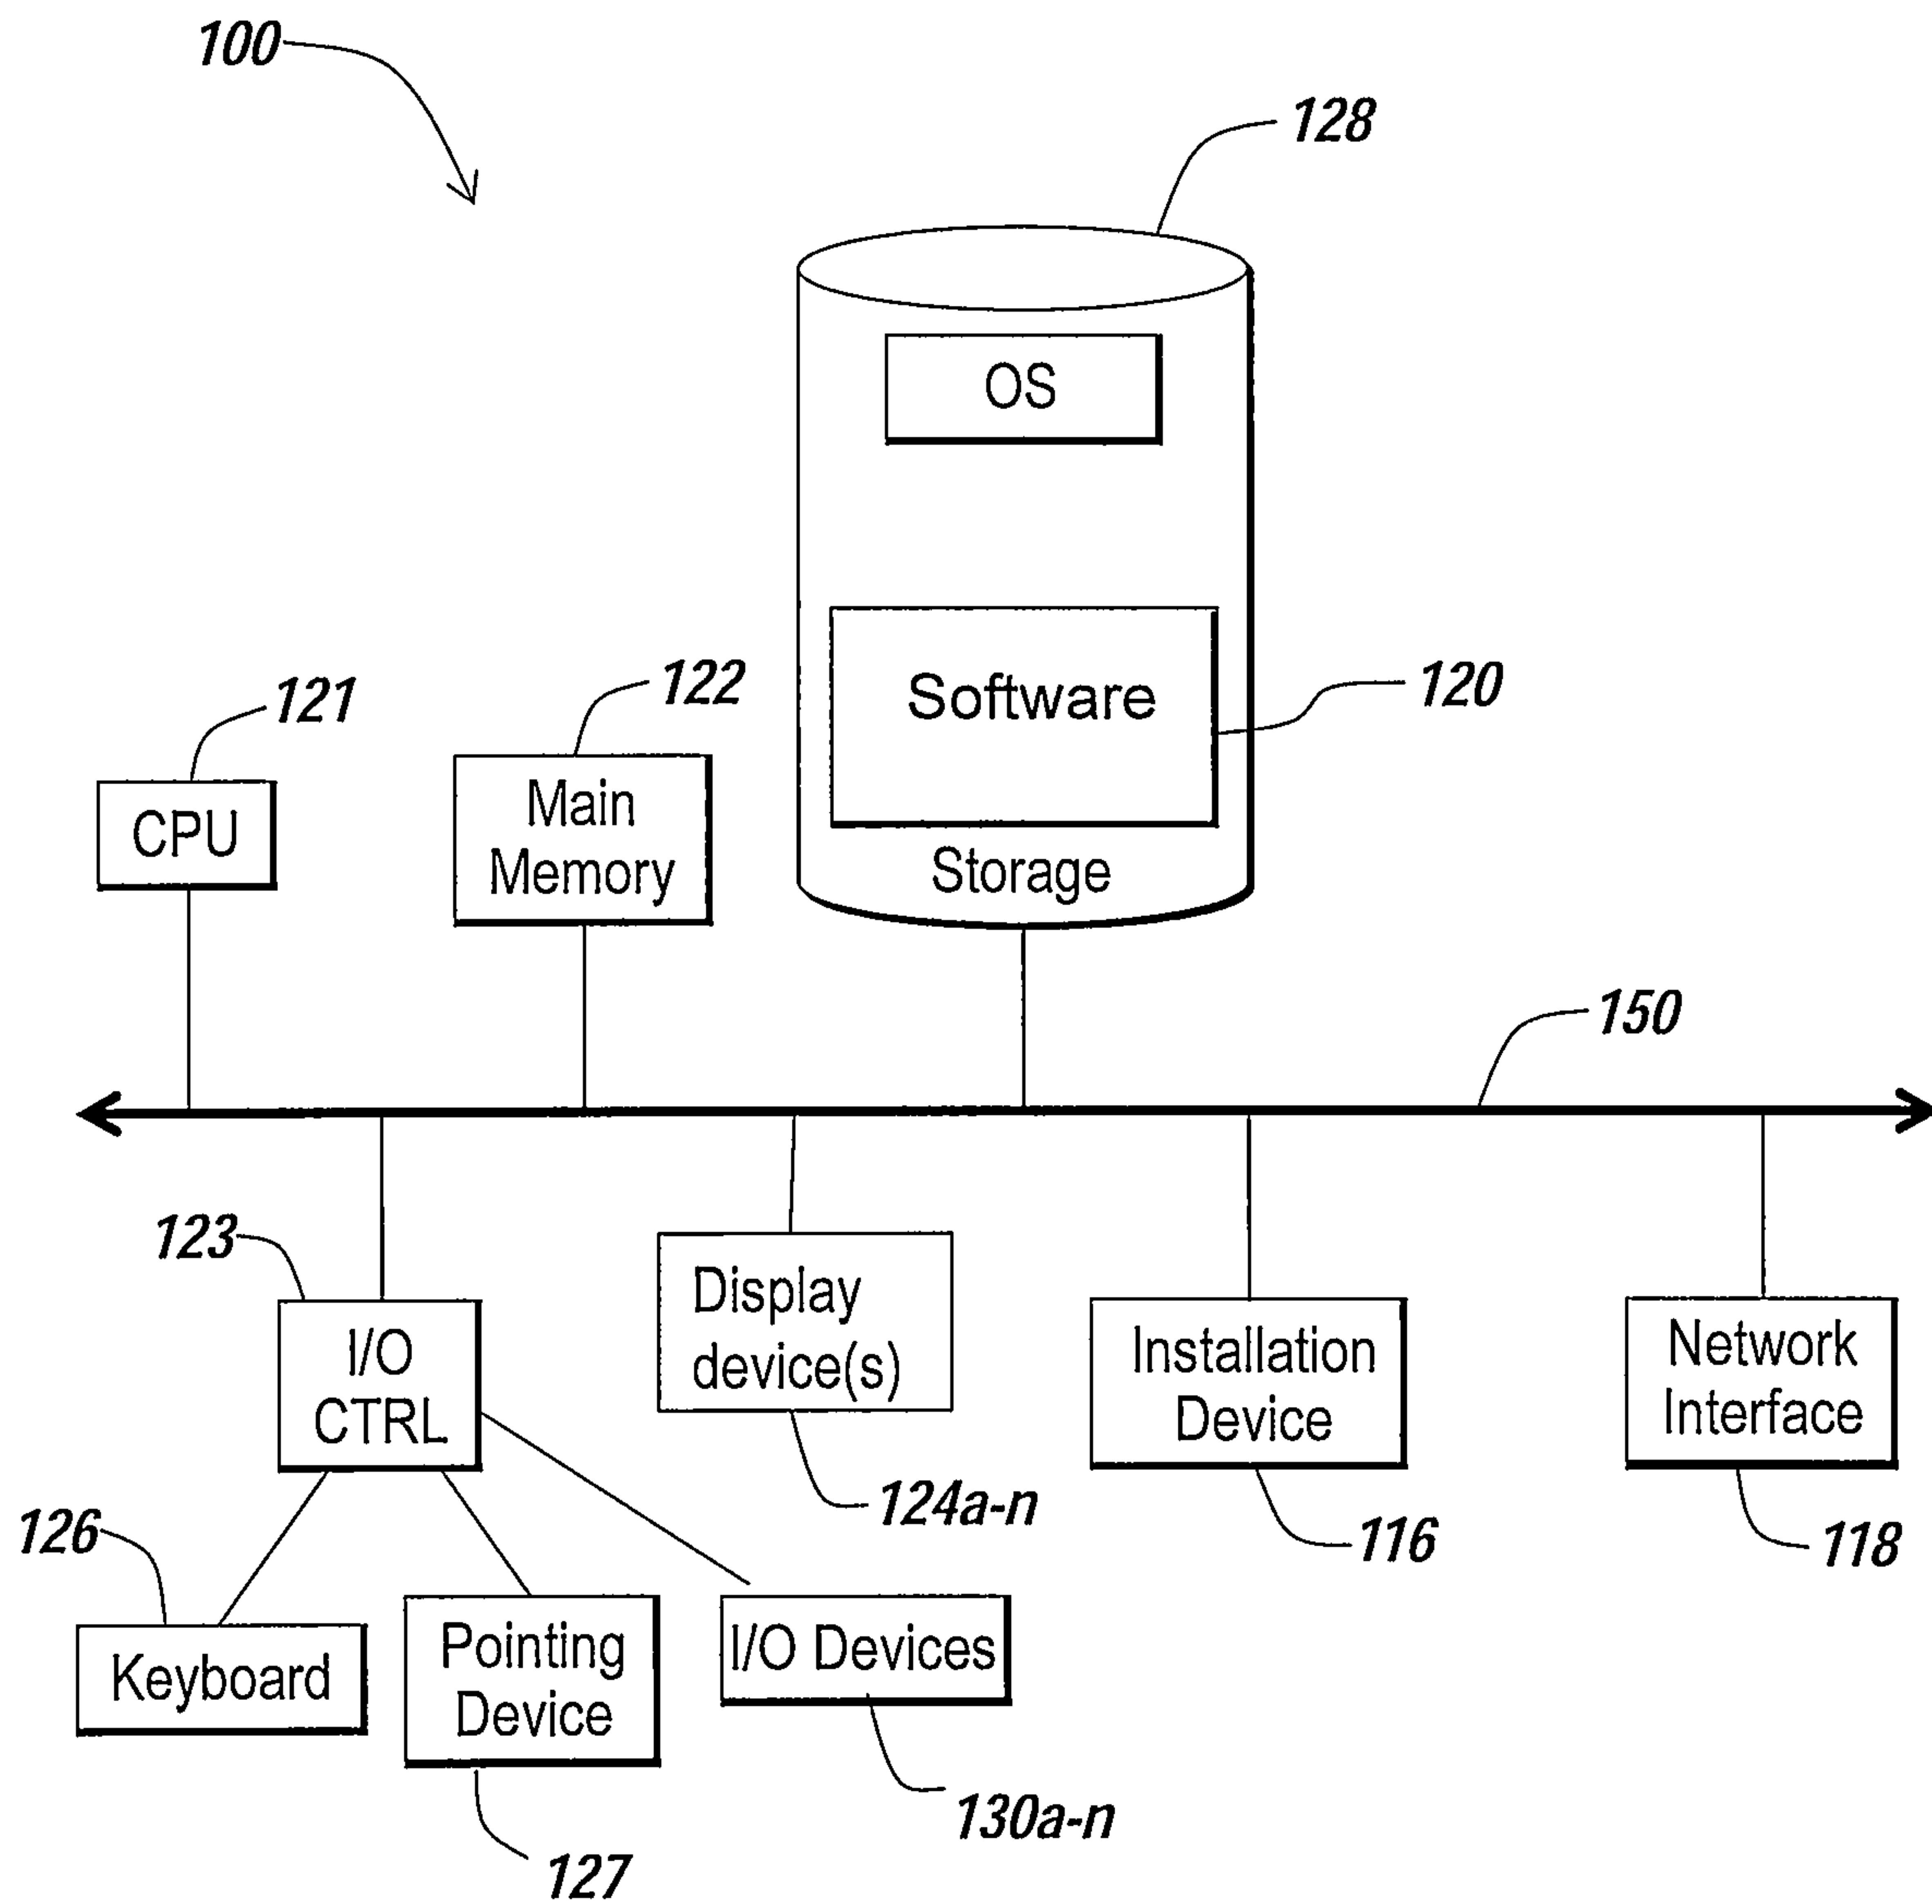 100
128
OS
121
122
Software
120
CPU
Main
Memory
Storage
150
123
I/O
CTRL
Display
device(s)
Installation
Device
Network
Interface
124a-n
116
118
126
Keyboard
Pointing
Device
I/O Devices
130a-n
127